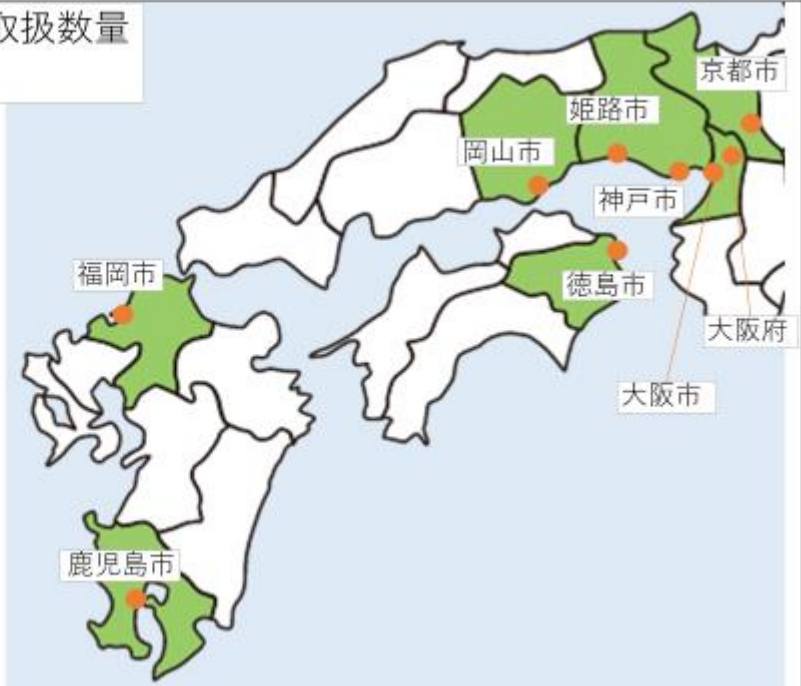 取扱数量
京都市
姫路市
岡山市
神戸市
福岡市
徳島市
大阪府
大阪市
鹿児島市